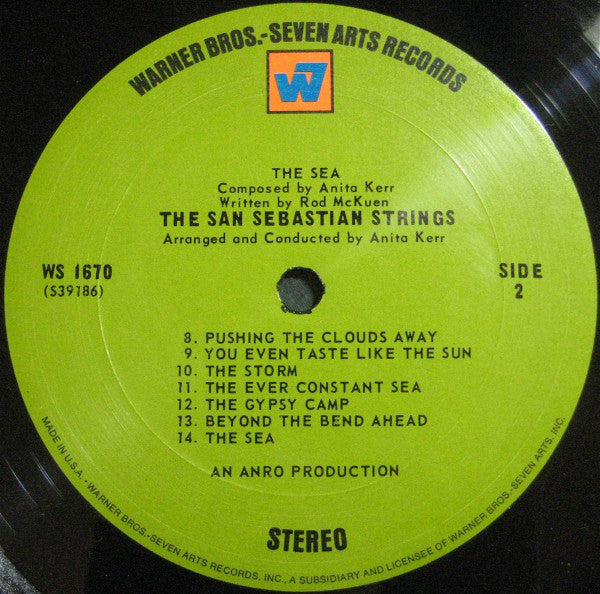 WARNER BROS.-SEVEN ARTS RECORDS
W7
THE SEA
Composed by Anita Kerr
Written by Rod McKuen
THE SAN SEBASTIAN STRINGS
Arranged and Conducted by Anita Kerr
WS 1670
(S39186)
SIDE
2
8. PUSHING THE CLOUDS AWAY
9. YOU EVEN TASTE LIKE THE SUN
10. THE STORM
11. THE EVER CONSTANT SEA
12. THE GYPSY CAMP
13. BEYOND THE BEND AHEAD
14. THE SEA
AN ANRO PRODUCTION
STEREO
MADE IN U.S.A. - WARNER BROS.-SEVEN ARTS RECORDS, INC., A SUBSIDIARY AND LICENSEE OF WARNER BROS.-SEVEN ARTS, INC.